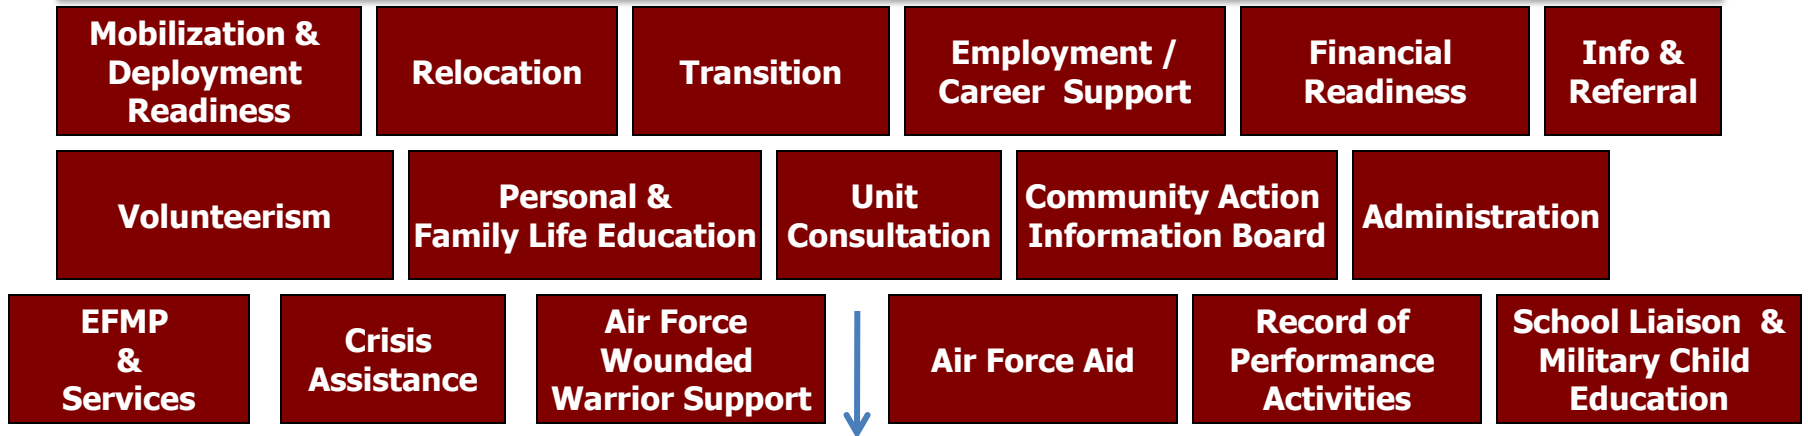 Mobilization &
Deployment
Readiness
Relocation
Transition
Employment /
Career Support
Financial
Readiness
Info &
Referral
Volunteerism
Personal &
Family Life Education
Unit
Consultation
Community Action
Information Board
Administration
EFMP
&
Services
Crisis
Assistance
Air Force
Wounded
Warrior Support
Air Force Aid
Record of
Performance
Activities
School Liaison &
Military Child
Education